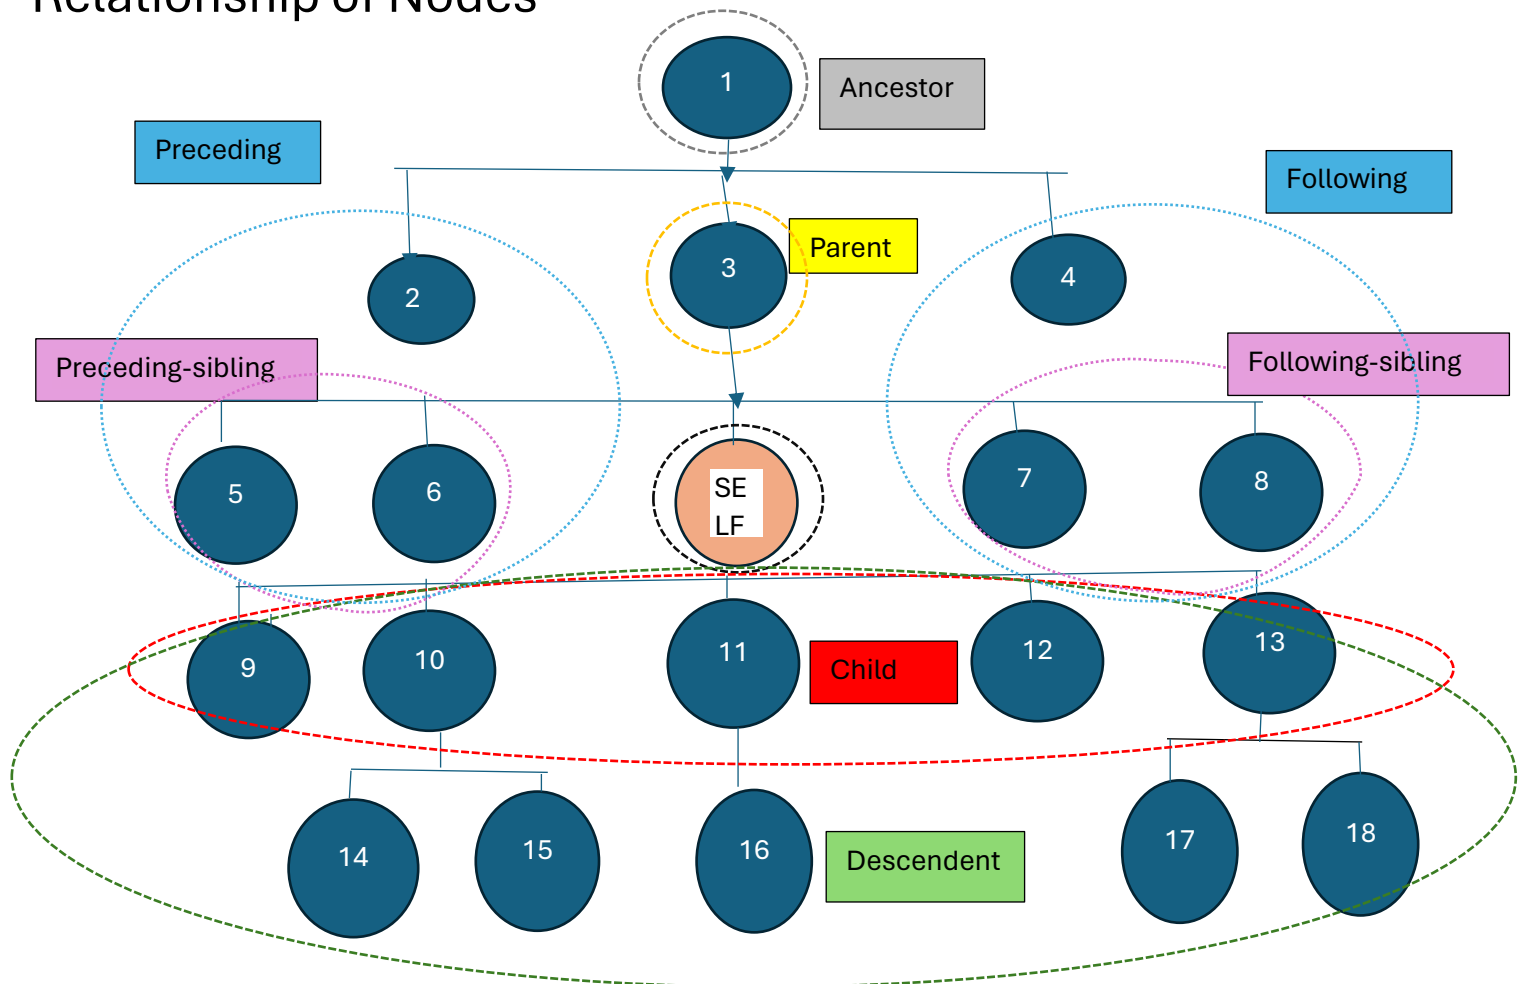 Relationship of Nodes
1
Ancestor
Preceding
Following
3
Parent
2
4
Preceding-sibling
Following-sibling
5
6
SE
LF
7
8
9
10
11
Child
12
13
14
15
16
Descendent
17
18